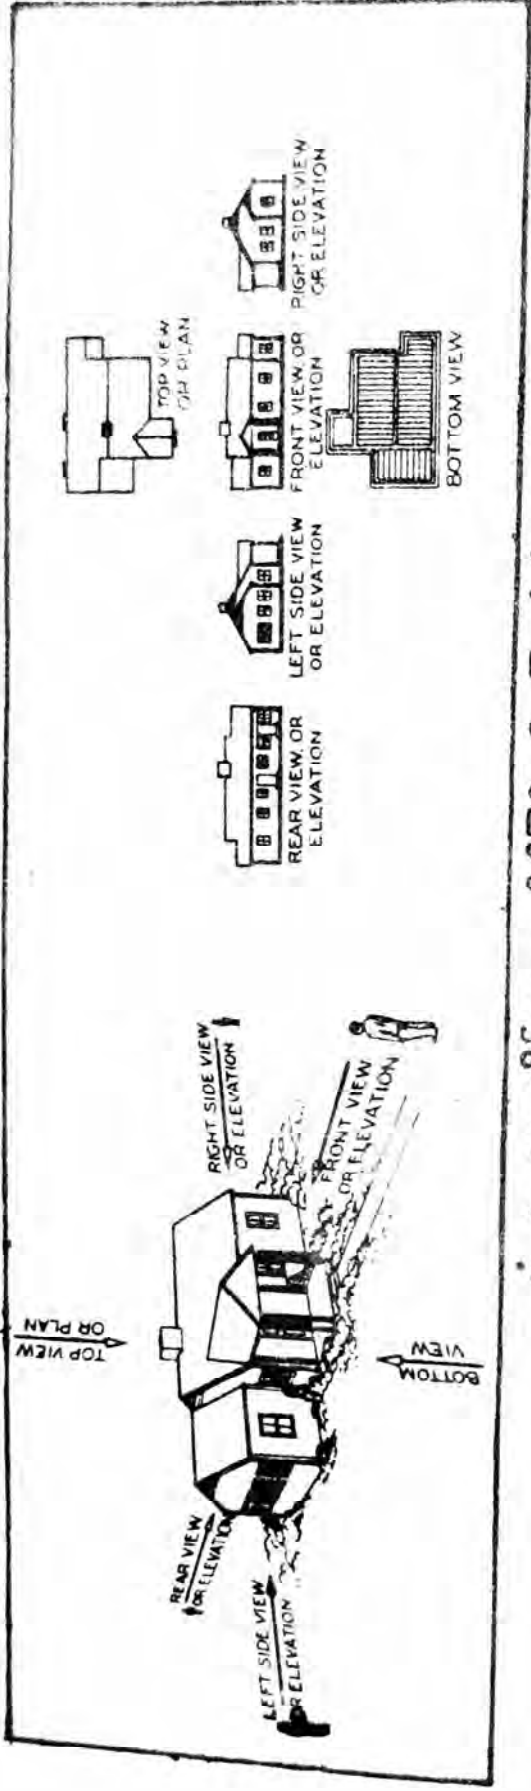 TOP VIEW
OR PLAN
REAR VIEW
OR ELEVATION
RIGHT SIDE VIEW
OR ELEVATION
LEFT SIDE VIEW
OR ELEVATION
FRONT VIEW
OR ELEVATION
BOTTOM
VIEW
TOP VIEW
OR PLAN
REAR VIEW OR
ELEVATION
LEFT SIDE VIEW
OR ELEVATION
FRONT VIEW OR
ELEVATION
RIGHT SIDE VIEW
OR ELEVATION
BOTTOM VIEW